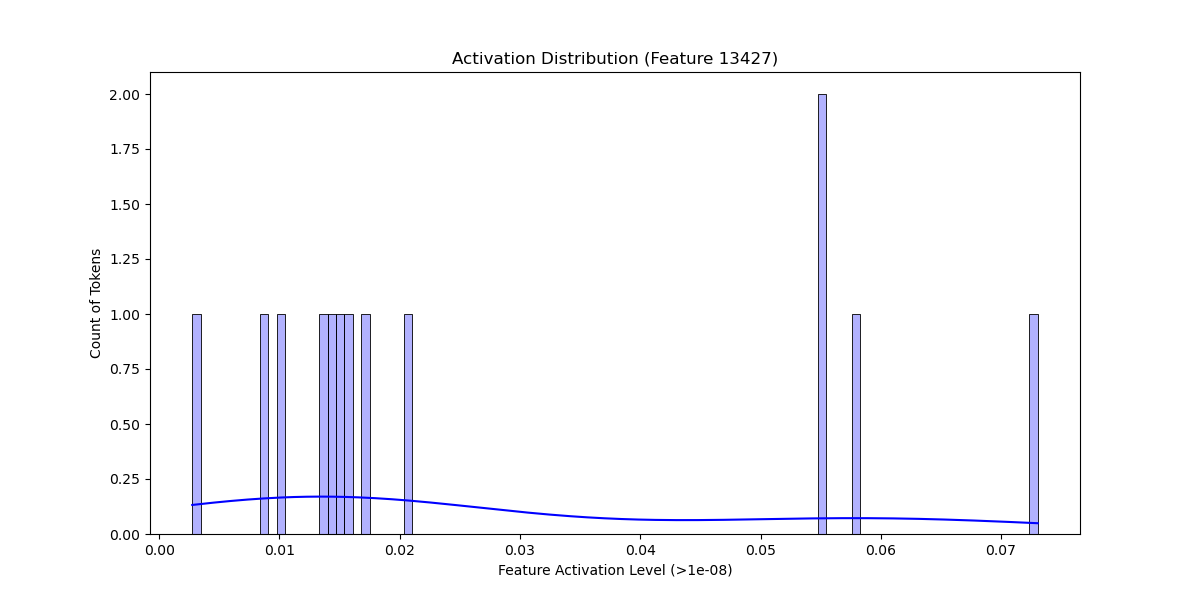 Activation Distribution (Feature 13427)
2.00
1.75
1.50
1.25
1.00
0.75
0.50
0.25
0.00
Count of Tokens
0.00 0.01 0.02 0.03 0.04 0.05 0.06 0.07
Feature Activation Level (>1e-08)